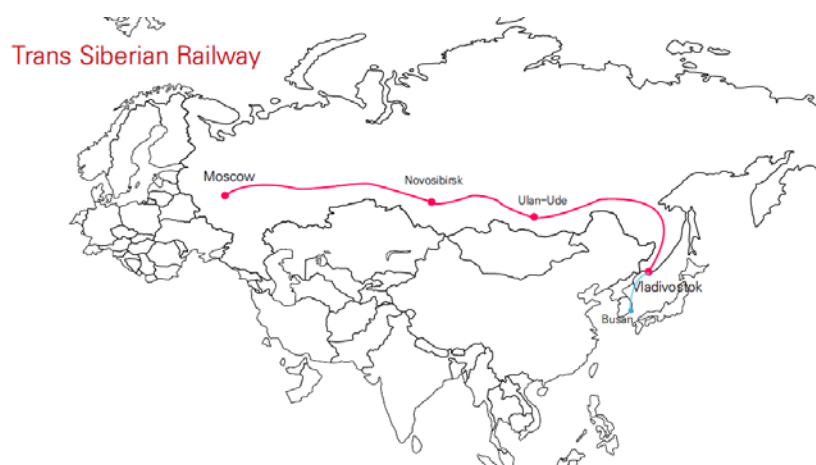 Trans Siberian Railway
Moscow
Novosibirsk
Ulan-Ude
Vladivostok
Busan